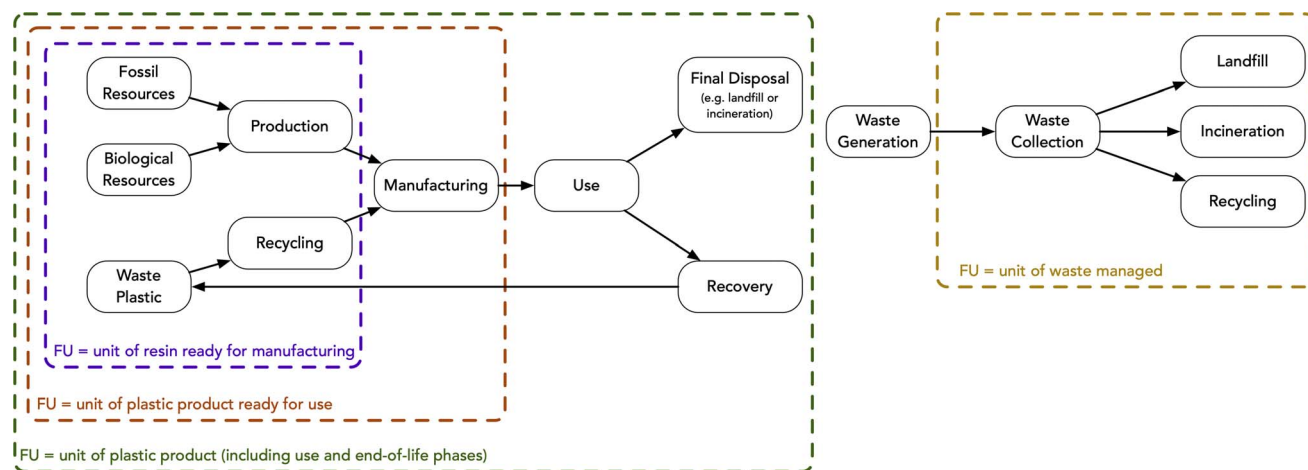 Fossil
Resources
Biological
Resources
Production
Waste
Plastic
Recycling
Manufacturing
Use
Final Disposal
(e.g. landfill or
incineration)
Recovery
FU = unit of resin ready for manufacturing
FU = unit of plastic product ready for use
FU = unit of plastic product (including use and end-of-life phases)
Waste
Generation
Waste
Collection
Landfill
Incineration
Recycling
FU = unit of waste managed